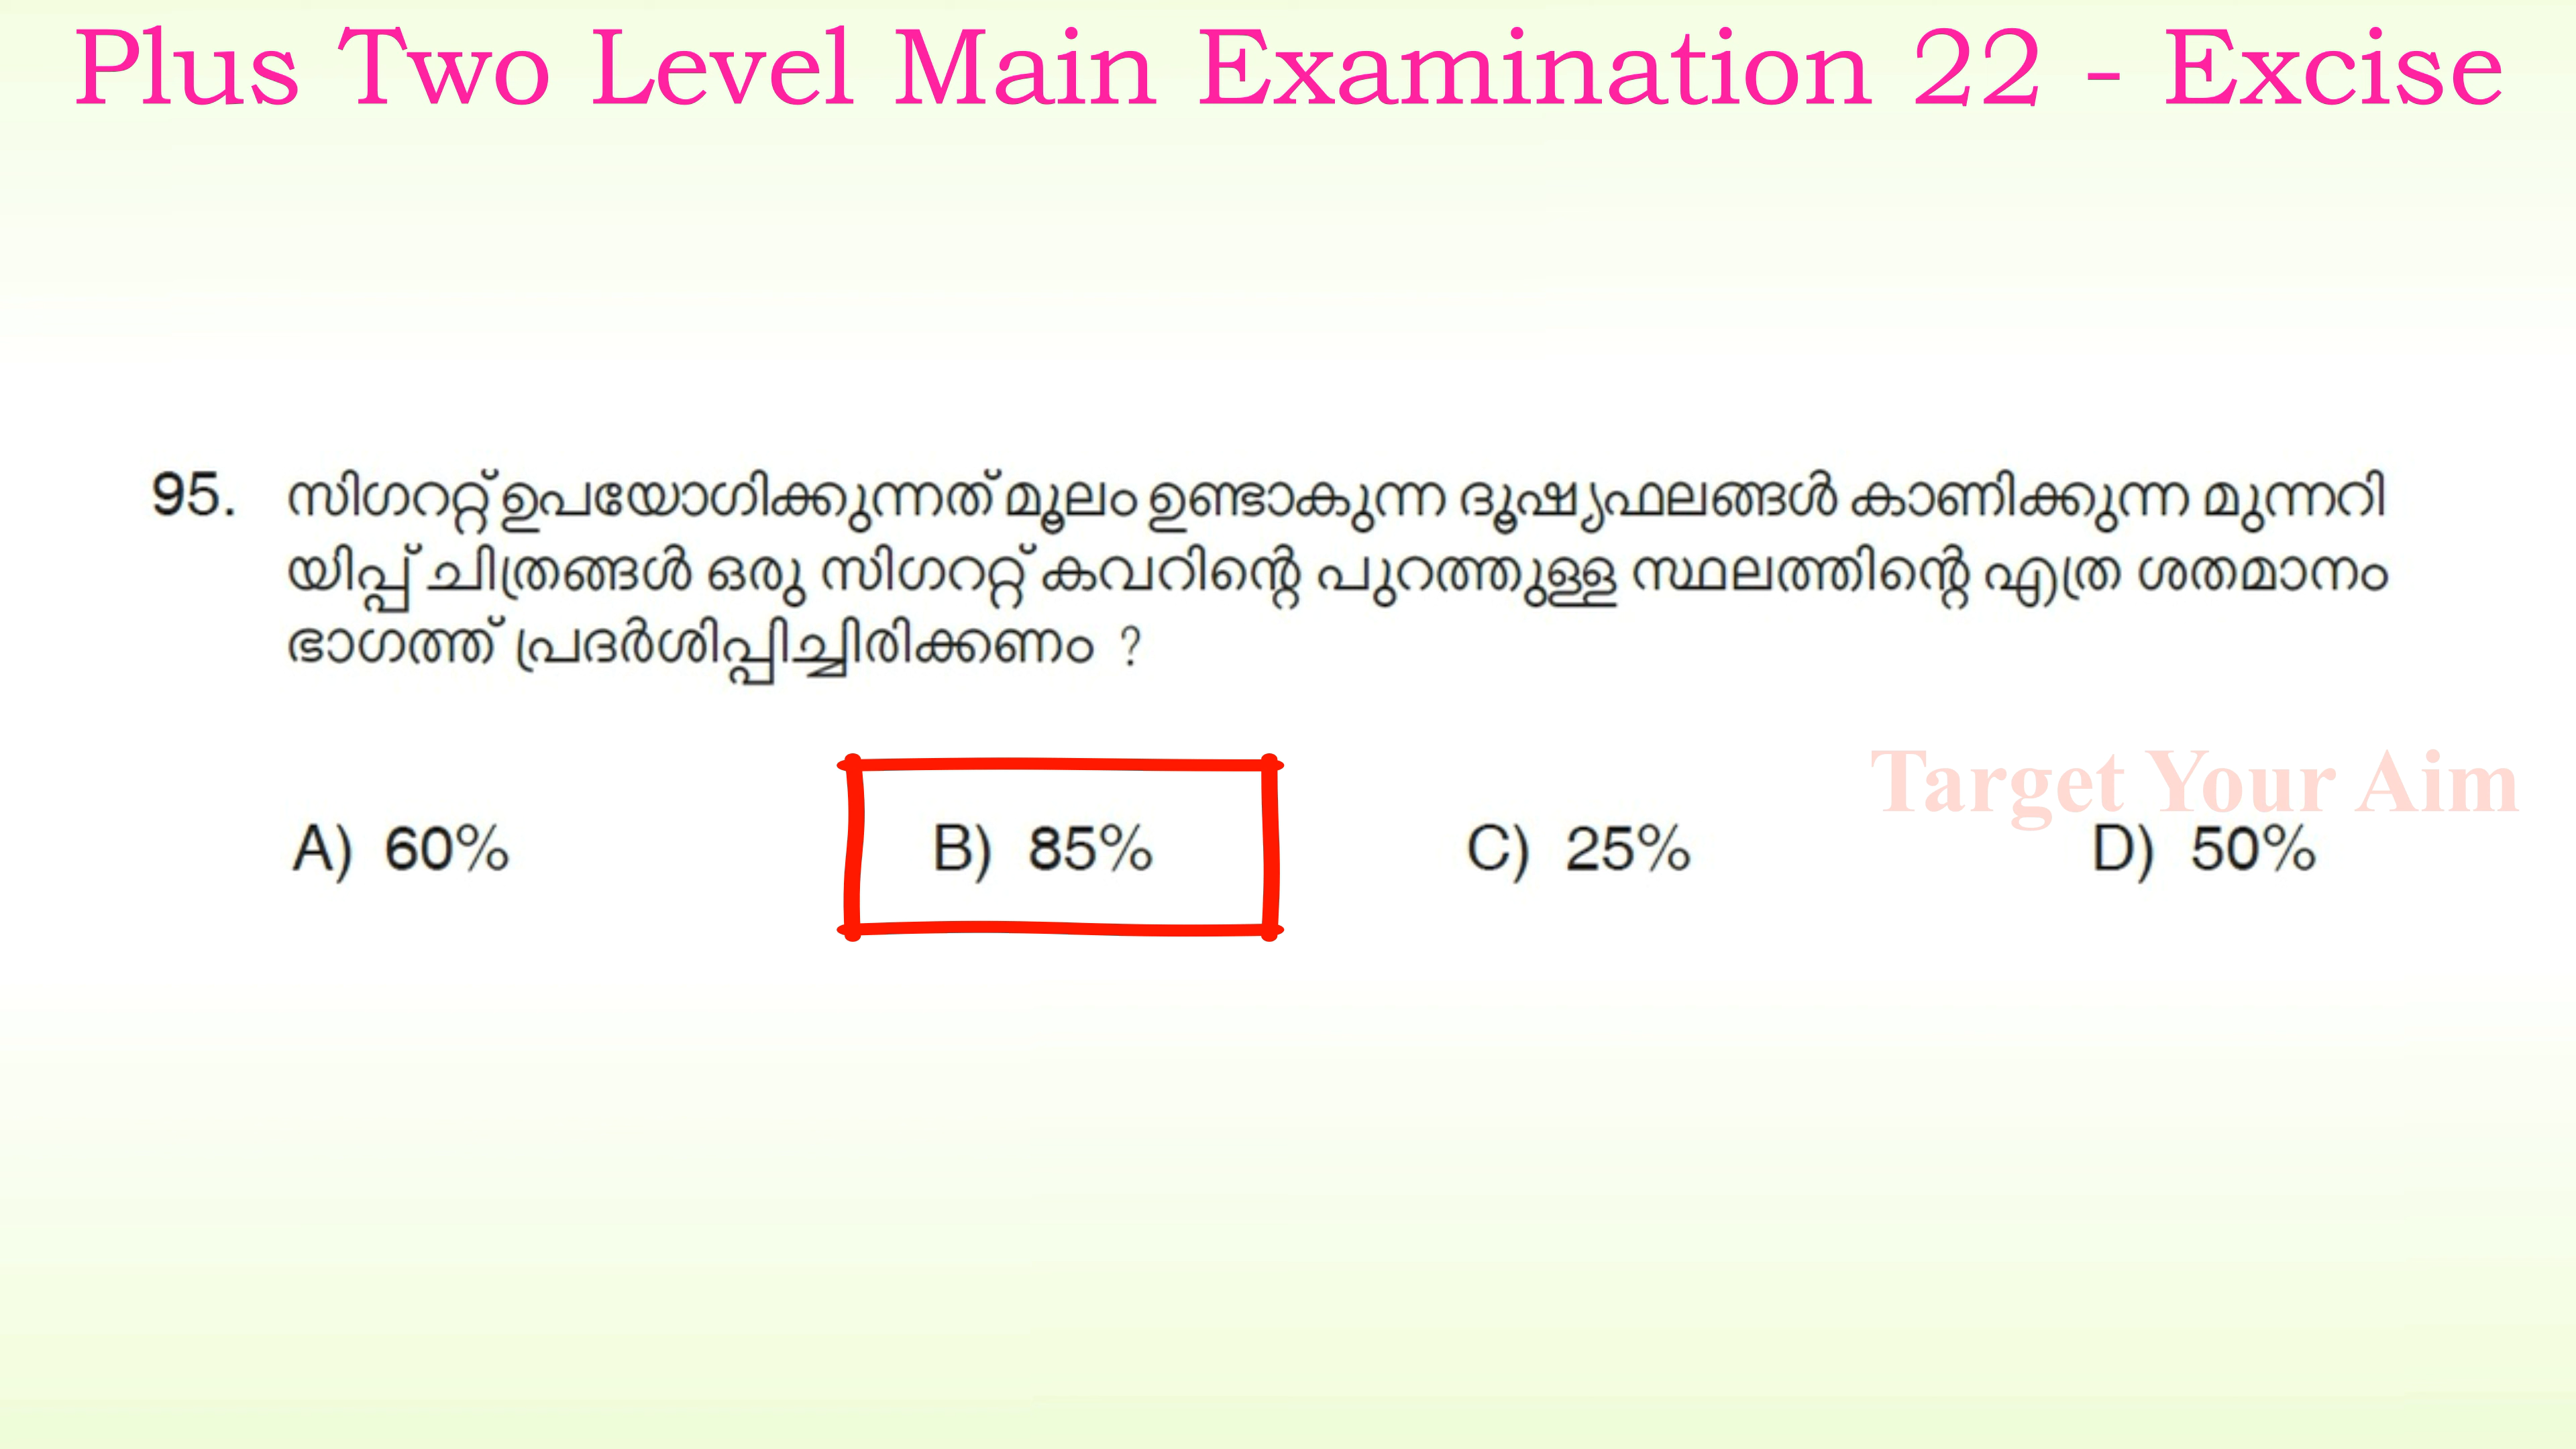 Plus Two Level Main Examination 22 - Excise
95. സിഗററ്റ് ഉപയോഗിക്കുന്നത് മൂലം ഉണ്ടാകുന്ന ദൂഷ്യഫലങ്ങൾ കാണിക്കുന്ന മുന്നറി
യിപ്പ് ചിത്രങ്ങൾ ഒരു സിഗററ്റ് കവറിന്റെ പുറത്തുള്ള സ്ഥലത്തിന്റെ എത്ര ശതമാനം
ഭാഗത്ത് പ്രദർശിപ്പിച്ചിരിക്കണം ?
Target Your Aim
A) 60% B) 85% C) 25% D) 50%